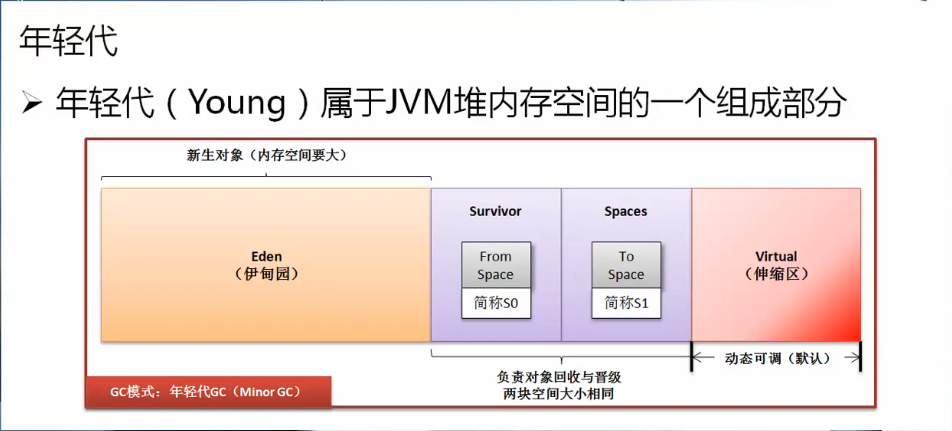 年轻代
➢ 年轻代（Young）属于JVM堆内存空间的一个组成部分
新生对象（内存空间要大）
Eden
（伊甸园）
Survivor
From
Space
简称S0
Spaces
To
Space
简称S1
Virtual
（伸缩区）
负责对象回收与晋级
两块空间大小相同
动态可调（默认）
GC模式：年轻代GC（Minor GC）